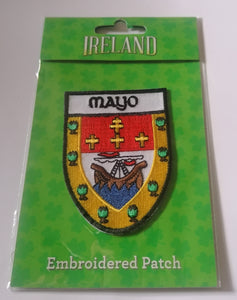 IRELAND
MAYO
Embroidered Patch